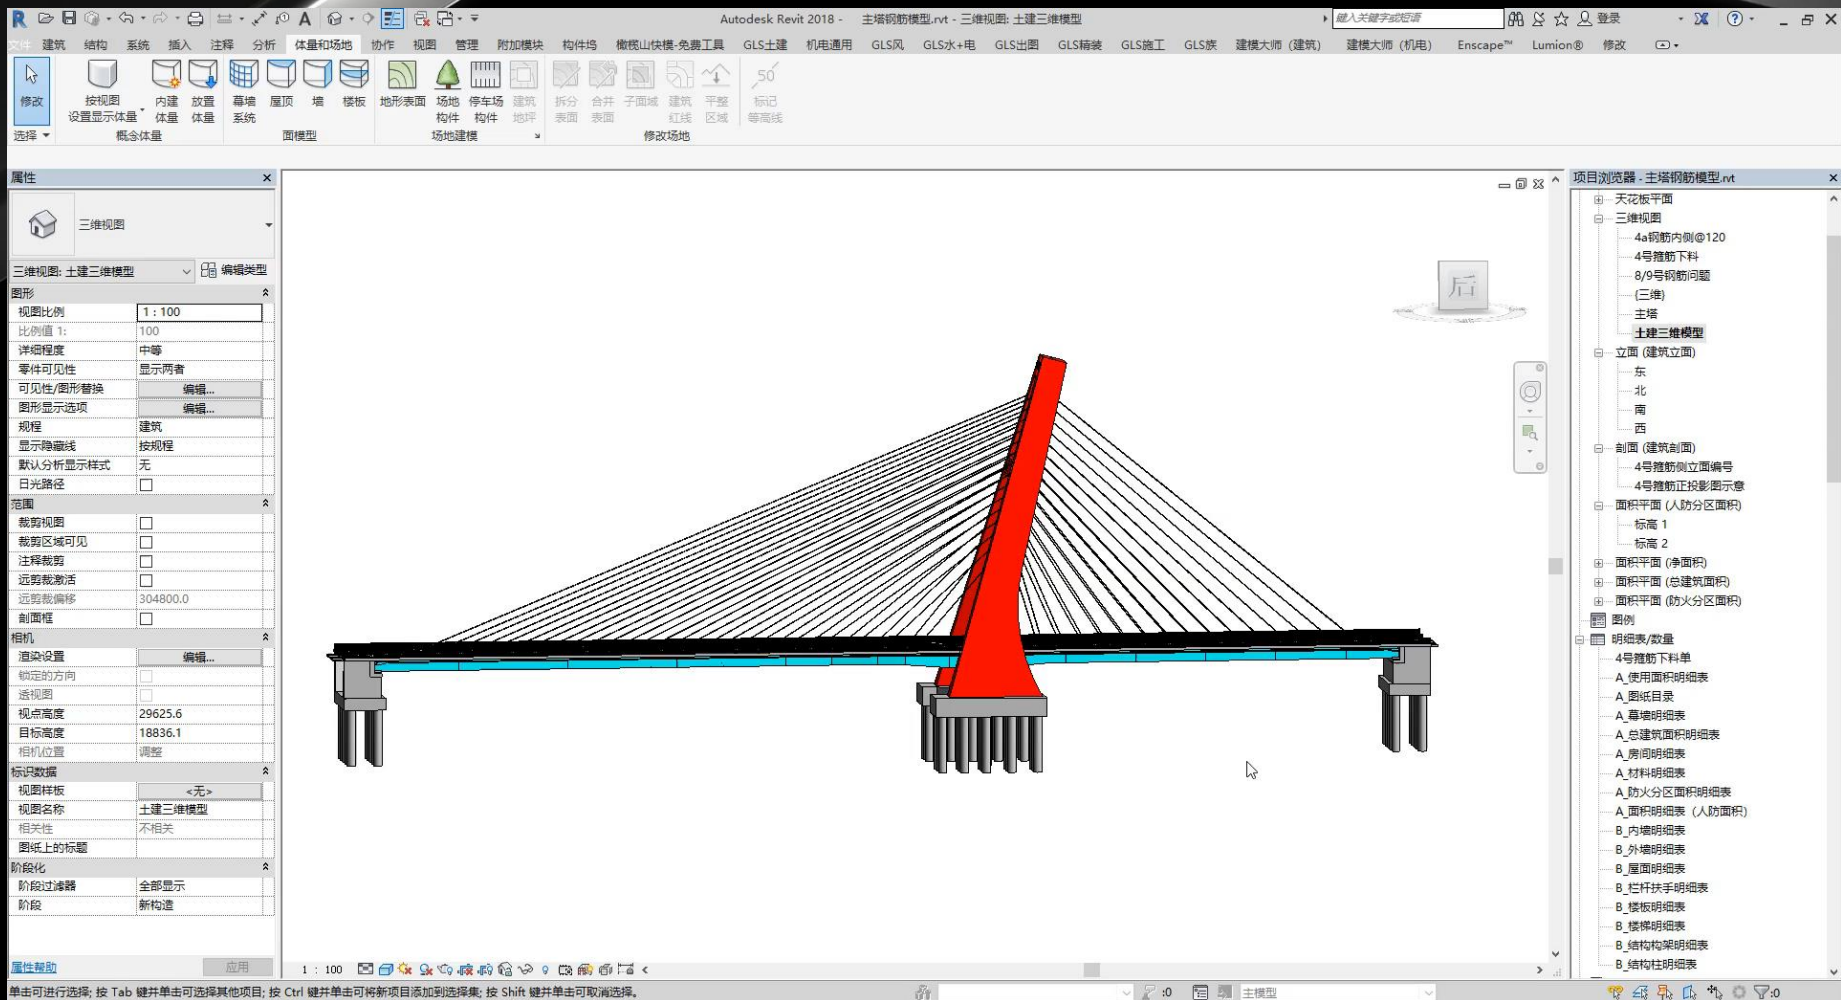 Autodesk Revit 2018 - 主塔钢筋模型.rvt - 三维视图: 土建三维模型
键入关键字或短语
登录
文件 建筑 结构 系统 插入 注释 分析 体量和场地 协作 视图 管理 附加模块 构件坞 橄榄山快模-免费工具 GLS土建 机电通用 GLS风 GLS水+电 GLS出图 GLS精装 GLS施工 GLS族 建模大师（建筑） 建模大师（机电） Enscape™ Lumion® 修改
修改
按视图
设置显示体量
内建
体量
放置
体量
幕墙
系统
屋顶
墙
楼板
地形表面
场地
构件
停车场
构件
建筑
地坪
拆分
表面
合并
表面
子面域
建筑
红线
平整
区域
50
标记
等高线
选择
概念体量
面模型
场地建模
修改场地
属性
三维视图
三维视图: 土建三维模型
编辑类型
图形
视图比例 1 : 100
比例值 1: 100
详细程度 中等
零件可见性 显示两者
可见性/图形替换 编辑...
图形显示选项 编辑...
规程 建筑
显示隐藏线 按规程
默认分析显示样式 无
日光路径
范围
裁剪视图
裁剪区域可见
注释裁剪
远剪裁激活
远剪裁偏移 304800.0
剖面框
相机
渲染设置 编辑...
锁定的方向
透视图
视点高度 29625.6
目标高度 18836.1
相机位置 调整
标识数据
视图样板 <无>
视图名称 土建三维模型
相关性 不相关
图纸上的标题
阶段化
阶段过滤器 全部显示
阶段 新构造
属性帮助
应用
后
1 : 100
项目浏览器 - 主塔钢筋模型.rvt
天花板平面
三维视图
4a钢筋内侧@120
4号箍筋下料
8/9号钢筋问题
{三维}
主塔
土建三维模型
立面 (建筑立面)
东
北
南
西
剖面 (建筑剖面)
4号箍筋侧立面编号
4号箍筋正投影图示意
面积平面 (人防分区面积)
标高 1
标高 2
面积平面 (净面积)
面积平面 (总建筑面积)
面积平面 (防火分区面积)
图例
明细表/数量
4号箍筋下料单
A_使用面积明细表
A_图纸目录
A_幕墙明细表
A_总建筑面积明细表
A_房间明细表
A_材料明细表
A_防火分区面积明细表
A_面积明细表（人防面积）
B_内墙明细表
B_外墙明细表
B_屋面明细表
B_栏杆扶手明细表
B_楼板明细表
B_楼梯明细表
B_结构构架明细表
B_结构柱明细表
单击可进行选择; 按 Tab 键并单击可选择其他项目; 按 Ctrl 键并单击可将新项目添加到选择集; 按 Shift 键并单击可取消选择。
:0
主模型
:0